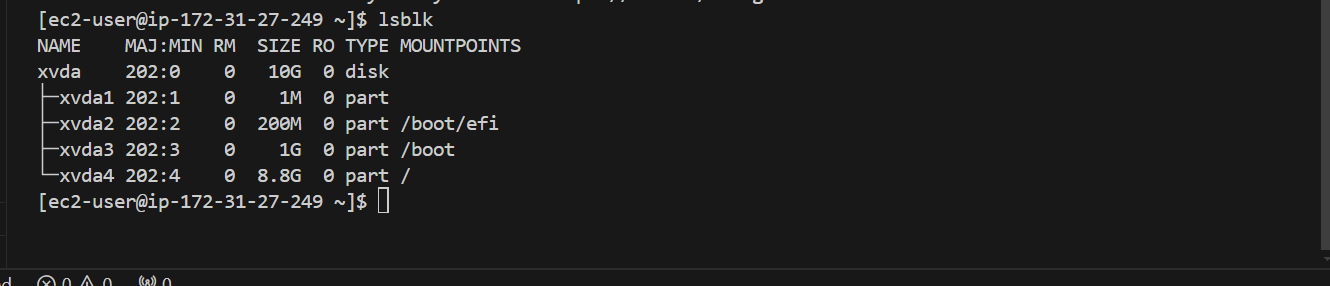 [ec2-user@ip-172-31-27-249 ~]$ lsblk
NAME    MAJ:MIN RM  SIZE RO TYPE MOUNTPOINTS
xvda    202:0    0   10G  0 disk
├─xvda1 202:1    0    1M  0 part
├─xvda2 202:2    0  200M  0 part /boot/efi
├─xvda3 202:3    0    1G  0 part /boot
└─xvda4 202:4    0  8.8G  0 part /
[ec2-user@ip-172-31-27-249 ~]$
0 0 0